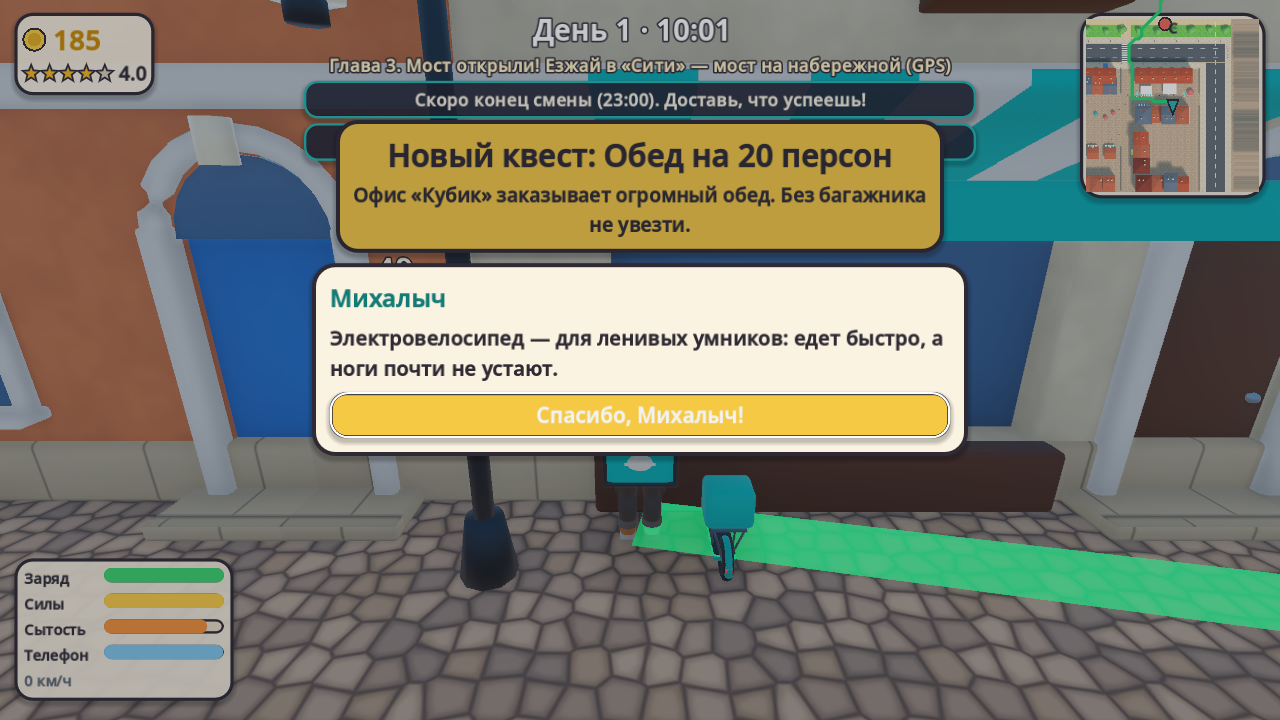 185
4.0
День 1 · 10:01
Глава 3. Мост открыли! Езжай в «Сити» — мост на набережной (GPS)
Скоро конец смены (23:00). Доставь, что успеешь!
Новый квест: Обед на 20 персон
Офис «Кубик» заказывает огромный обед. Без багажника
не увезти.
Михалыч
Электровелосипед — для ленивых умников: едет быстро, а
ноги почти не устают.
Спасибо, Михалыч!
Заряд
Силы
Сытость
Телефон
0 км/ч